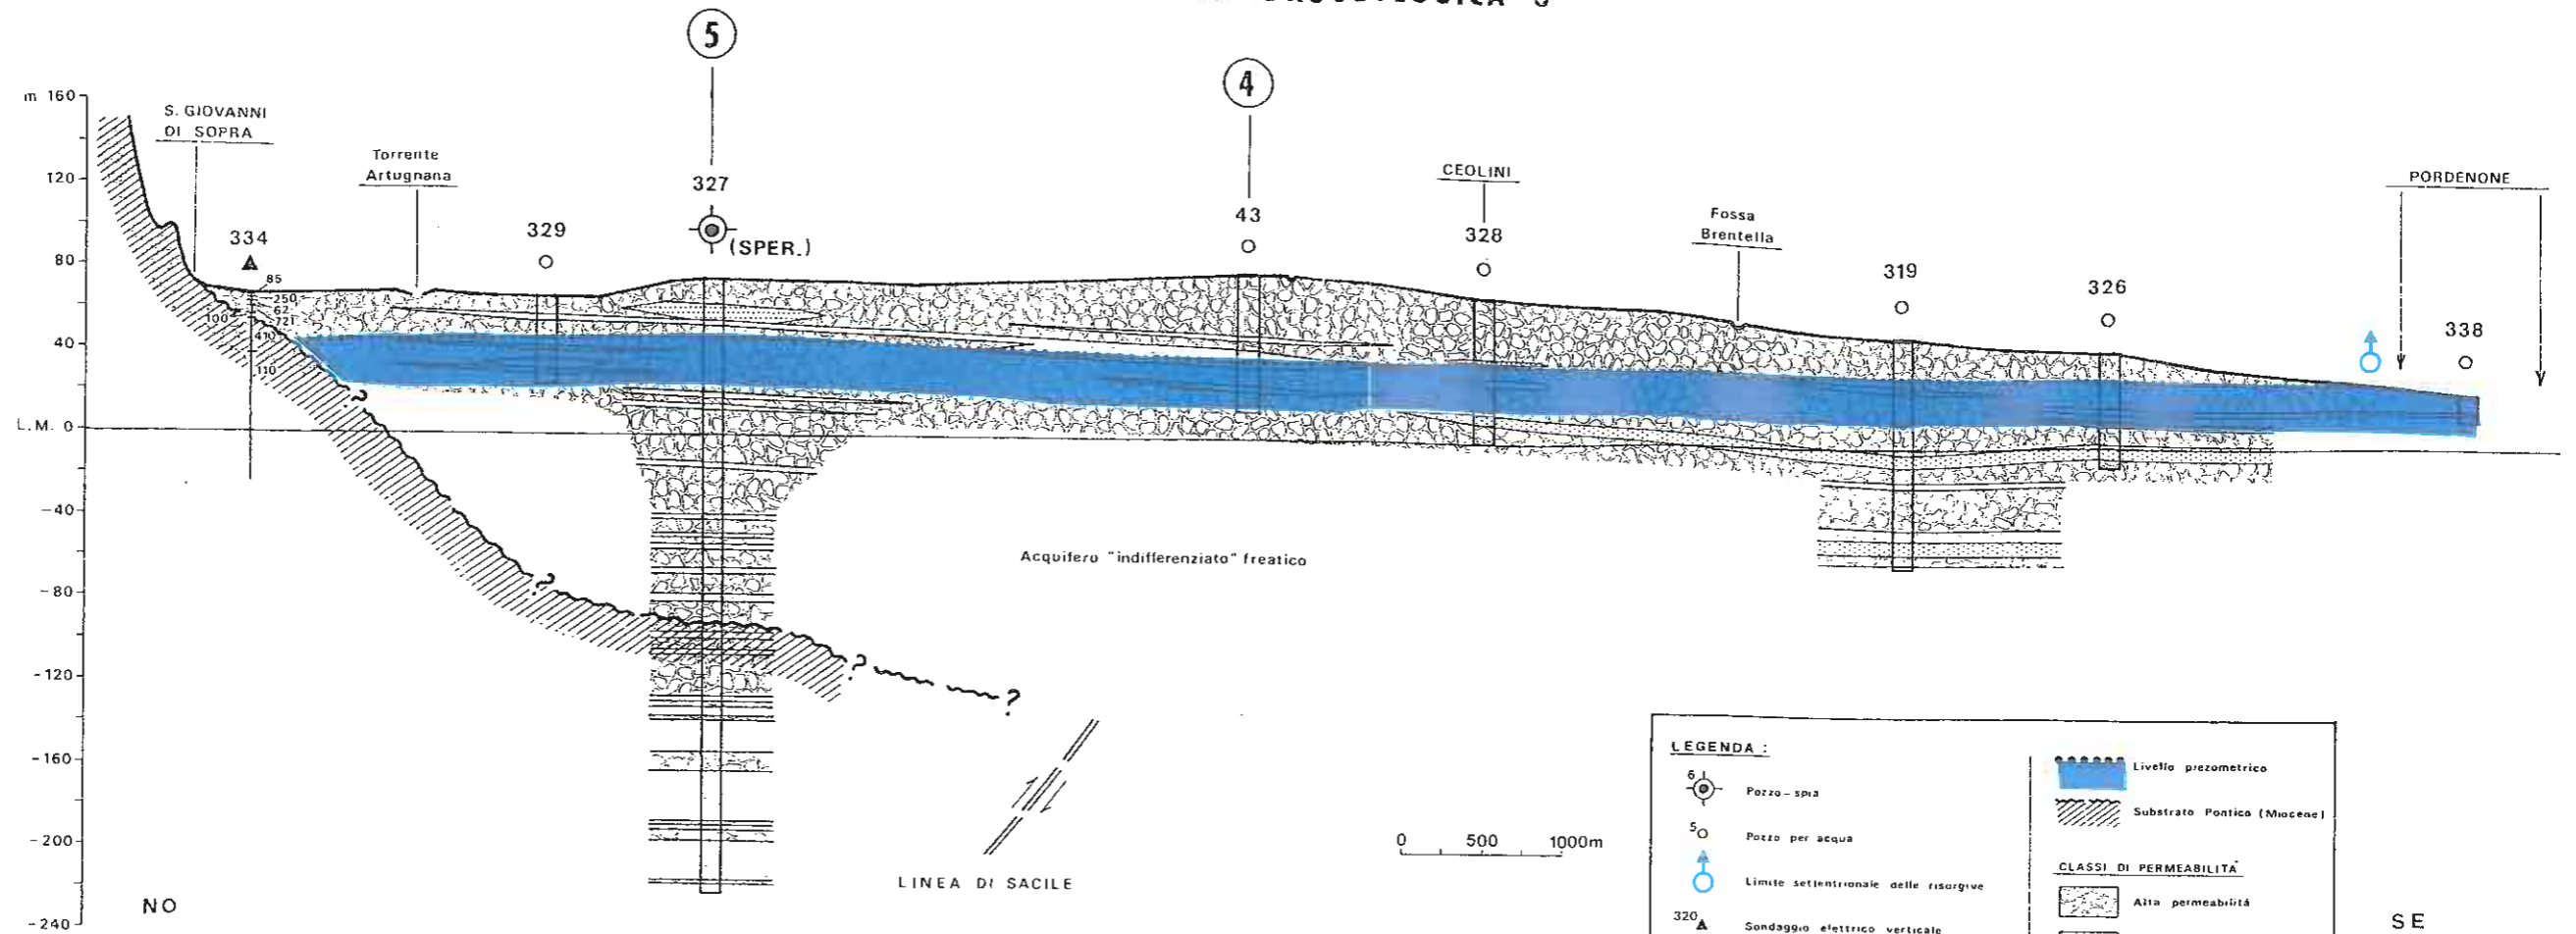 5
4
m 160
S. GIOVANNI
DI SOPRA
Torrente
Artugnana
120
327
CEOLINI
PORDENONE
43
Fossa
Brentella
334
329
(SPER.)
328
319
326
338
80
85
250
62
72
100
410
110
40
?
L.M. 0
-40
Acquifero "indifferenziato" freatico
?
-80
?
-120
?
-160
-200
-240
LINEA DI SACILE
0 500 1000m
NO
SE
LEGENDA :
6
Pozzo-spia
5
Pozzo per acqua
Limite settentrionale delle risorgive
320
Sondaggio elettrico verticale
Livello piezometrico
Substrato Pontico (Miocene)
CLASSI DI PERMEABILITA'
Alta permeabilità